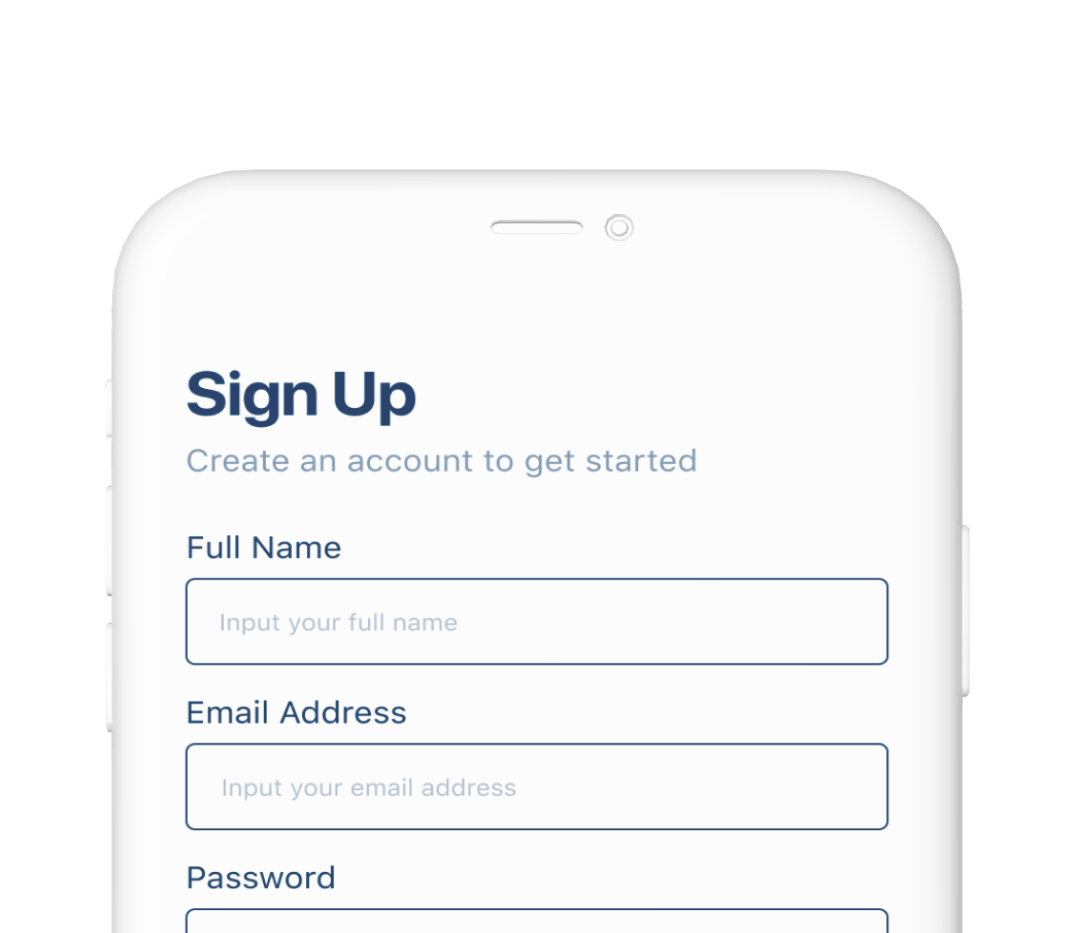 Sign Up
Create an account to get started
Full Name
Input your full name
Email Address
Input your email address
Password